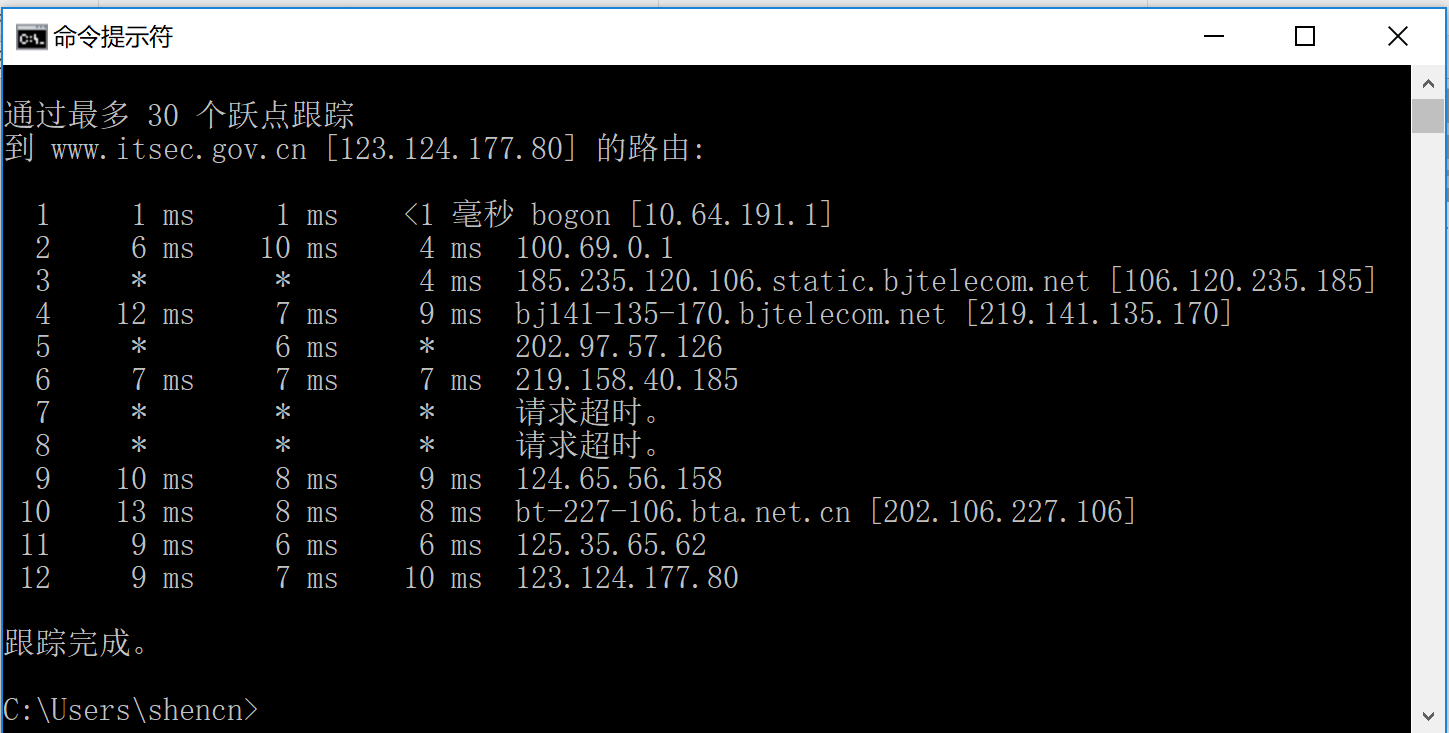 命令提示符
通过最多 30 个跃点跟踪
到 www.itsec.gov.cn [123.124.177.80] 的路由:
1 1 ms 1 ms <1 毫秒 bogon [10.64.191.1]
2 6 ms 10 ms 4 ms 100.69.0.1
3 * * 4 ms 185.235.120.106.static.bjtelecom.net [106.120.235.185]
4 12 ms 7 ms 9 ms bj141-135-170.bjtelecom.net [219.141.135.170]
5 * 6 ms * 202.97.57.126
6 7 ms 7 ms 7 ms 219.158.40.185
7 * * * 请求超时。
8 * * * 请求超时。
9 10 ms 8 ms 9 ms 124.65.56.158
10 13 ms 8 ms 8 ms bt-227-106.bta.net.cn [202.106.227.106]
11 9 ms 6 ms 6 ms 125.35.65.62
12 9 ms 7 ms 10 ms 123.124.177.80
跟踪完成。
C:\Users\shencn>